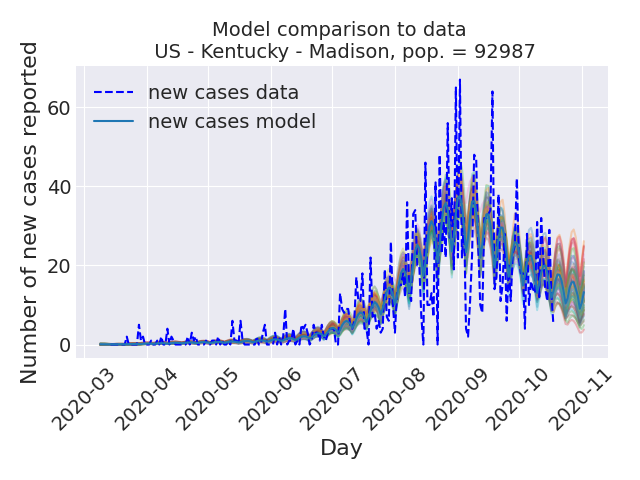 Model comparison to data
US - Kentucky - Madison, pop. = 92987
Number of new cases reported
60
40
20
0
new cases data
new cases model
2020-03
2020-04
2020-05
2020-06
2020-07
2020-08
2020-09
2020-10
2020-11
Day